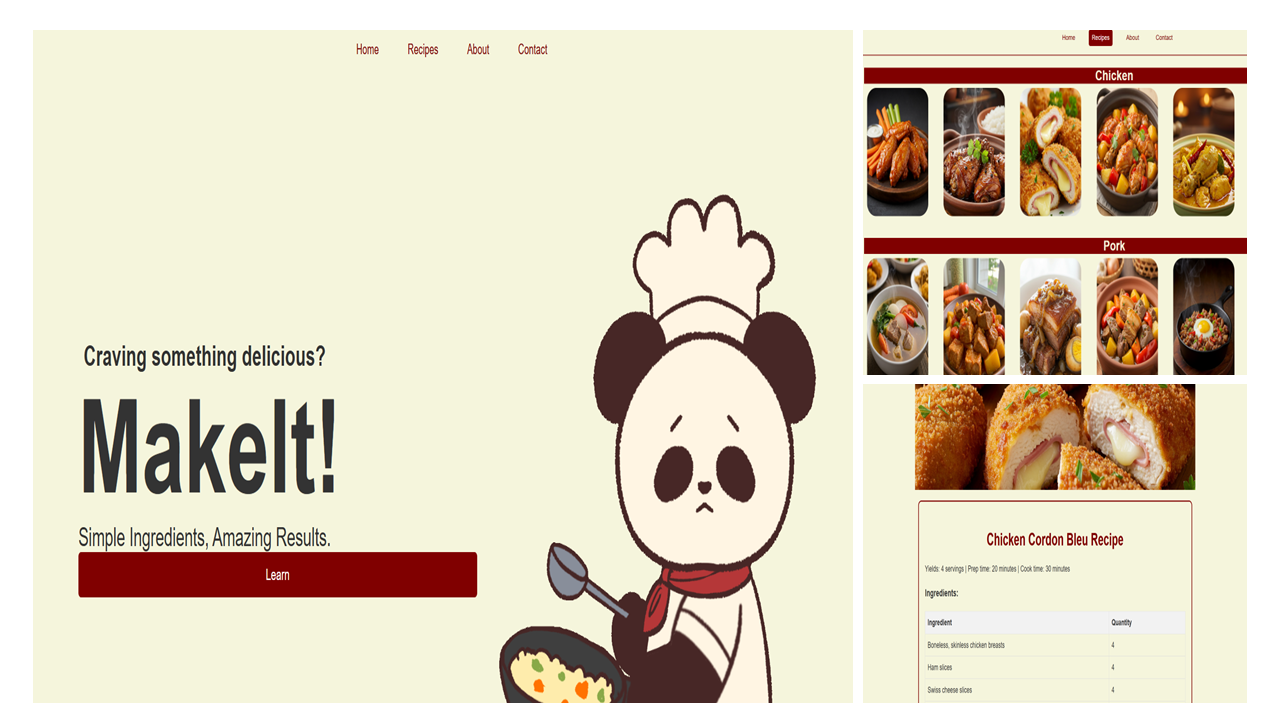 Home Recipes About Contact
Craving something delicious?
MakeIt!
Simple Ingredients, Amazing Results.
Learn
Home Recipes About Contact
Chicken
Pork
Chicken Cordon Bleu Recipe
Yields: 4 servings | Prep time: 20 minutes | Cook time: 30 minutes
Ingredients:
Ingredient Quantity
Boneless, skinless chicken breasts 4
Ham slices 4
Swiss cheese slices 4